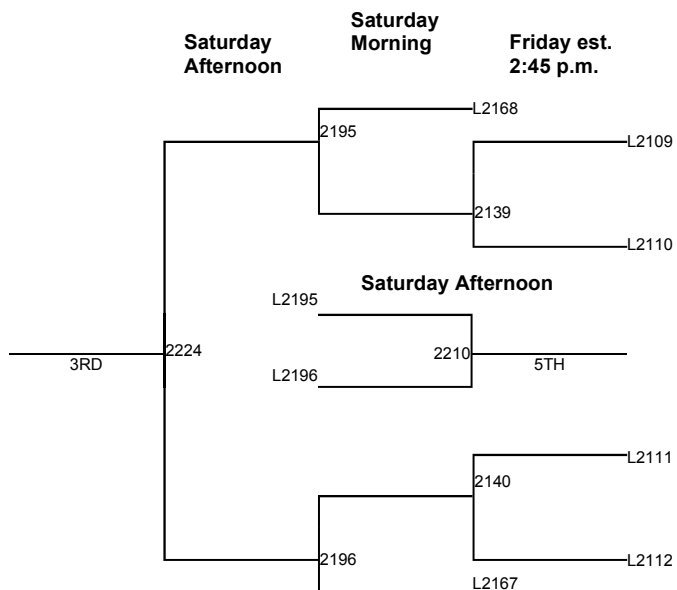 Saturday
Morning
Saturday
Afternoon
Friday est.
2:45 p.m.
L2168
2195
L2109
2139
L2110
Saturday Afternoon
L2195
2224
2210
3RD
5TH
L2196
L2111
2140
2196
L2112
L2167